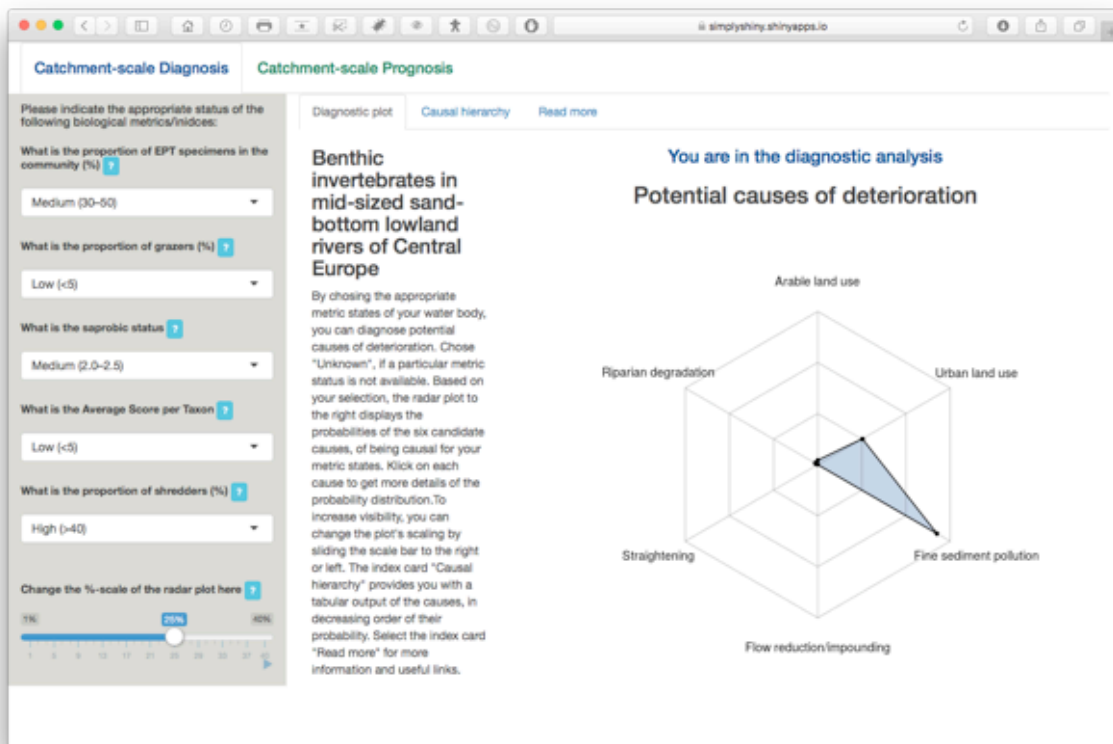 simplyshiny.shinyapps.io
Catchment-scale Diagnosis
Catchment-scale Prognosis
Please indicate the appropriate status of the
following biological metrics/inidces:
What is the proportion of EPT specimens in the
community (%) ?
Medium (30–50)
What is the proportion of grazers (%) ?
Low (<5)
What is the saprobic status ?
Medium (2.0–2.5)
What is the Average Score per Taxon ?
Low (<5)
What is the proportion of shredders (%) ?
High (>40)
Change the %-scale of the radar plot here ?
1% 25% 40%
1 5 9 13 17 21 25 29 33 37 40
Diagnostic plot
Causal hierarchy
Read more
Benthic
invertebrates in
mid-sized sand-
bottom lowland
rivers of Central
Europe
By chosing the appropriate
metric states of your water body,
you can diagnose potential
causes of deterioration. Chose
"Unknown", if a particular metric
status is not available. Based on
your selection, the radar plot to
the right displays the
probabilities of the six candidate
causes, of being causal for your
metric states. Klick on each
cause to get more details of the
probability distribution.To
increase visibility, you can
change the plot's scaling by
sliding the scale bar to the right
or left. The index card "Causal
hierarchy" provides you with a
tabular output of the causes, in
decreasing order of their
probability. Select the index card
"Read more" for more
information and useful links.
You are in the diagnostic analysis
Potential causes of deterioration
Arable land use
Riparian degradation
Urban land use
Straightening
Fine sediment pollution
Flow reduction/impounding